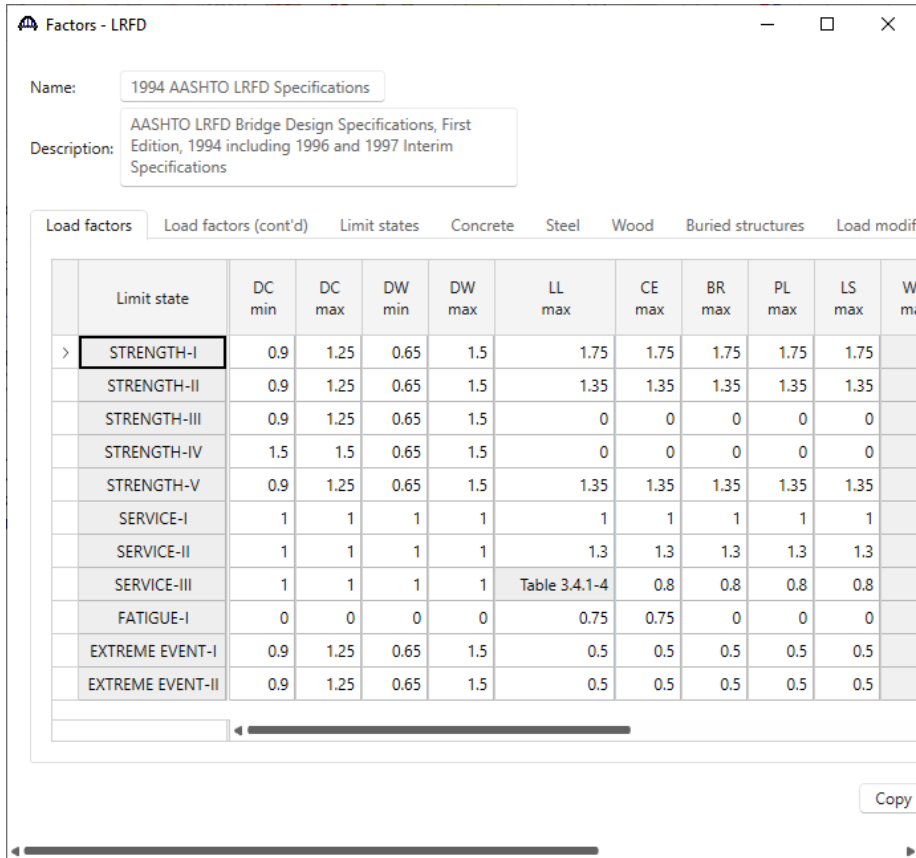 Factors - LRFD
Name: 1994 AASHTO LRFD Specifications
Description: AASHTO LRFD Bridge Design Specifications, First
Edition, 1994 including 1996 and 1997 Interim
Specifications
Load factors Load factors (cont'd) Limit states Concrete Steel Wood Buried structures Load modif
Limit state DC min DC max DW min DW max LL max CE max BR max PL max LS max W ma
> STRENGTH-I 0.9 1.25 0.65 1.5 1.75 1.75 1.75 1.75 1.75
STRENGTH-II 0.9 1.25 0.65 1.5 1.35 1.35 1.35 1.35 1.35
STRENGTH-III 0.9 1.25 0.65 1.5 0 0 0 0 0
STRENGTH-IV 1.5 1.5 0.65 1.5 0 0 0 0 0
STRENGTH-V 0.9 1.25 0.65 1.5 1.35 1.35 1.35 1.35 1.35
SERVICE-I 1 1 1 1 1 1 1 1 1
SERVICE-II 1 1 1 1 1.3 1.3 1.3 1.3 1.3
SERVICE-III 1 1 1 1 Table 3.4.1-4 0.8 0.8 0.8 0.8
FATIGUE-I 0 0 0 0 0.75 0.75 0 0 0
EXTREME EVENT-I 0.9 1.25 0.65 1.5 0.5 0.5 0.5 0.5 0.5
EXTREME EVENT-II 0.9 1.25 0.65 1.5 0.5 0.5 0.5 0.5 0.5
Copy